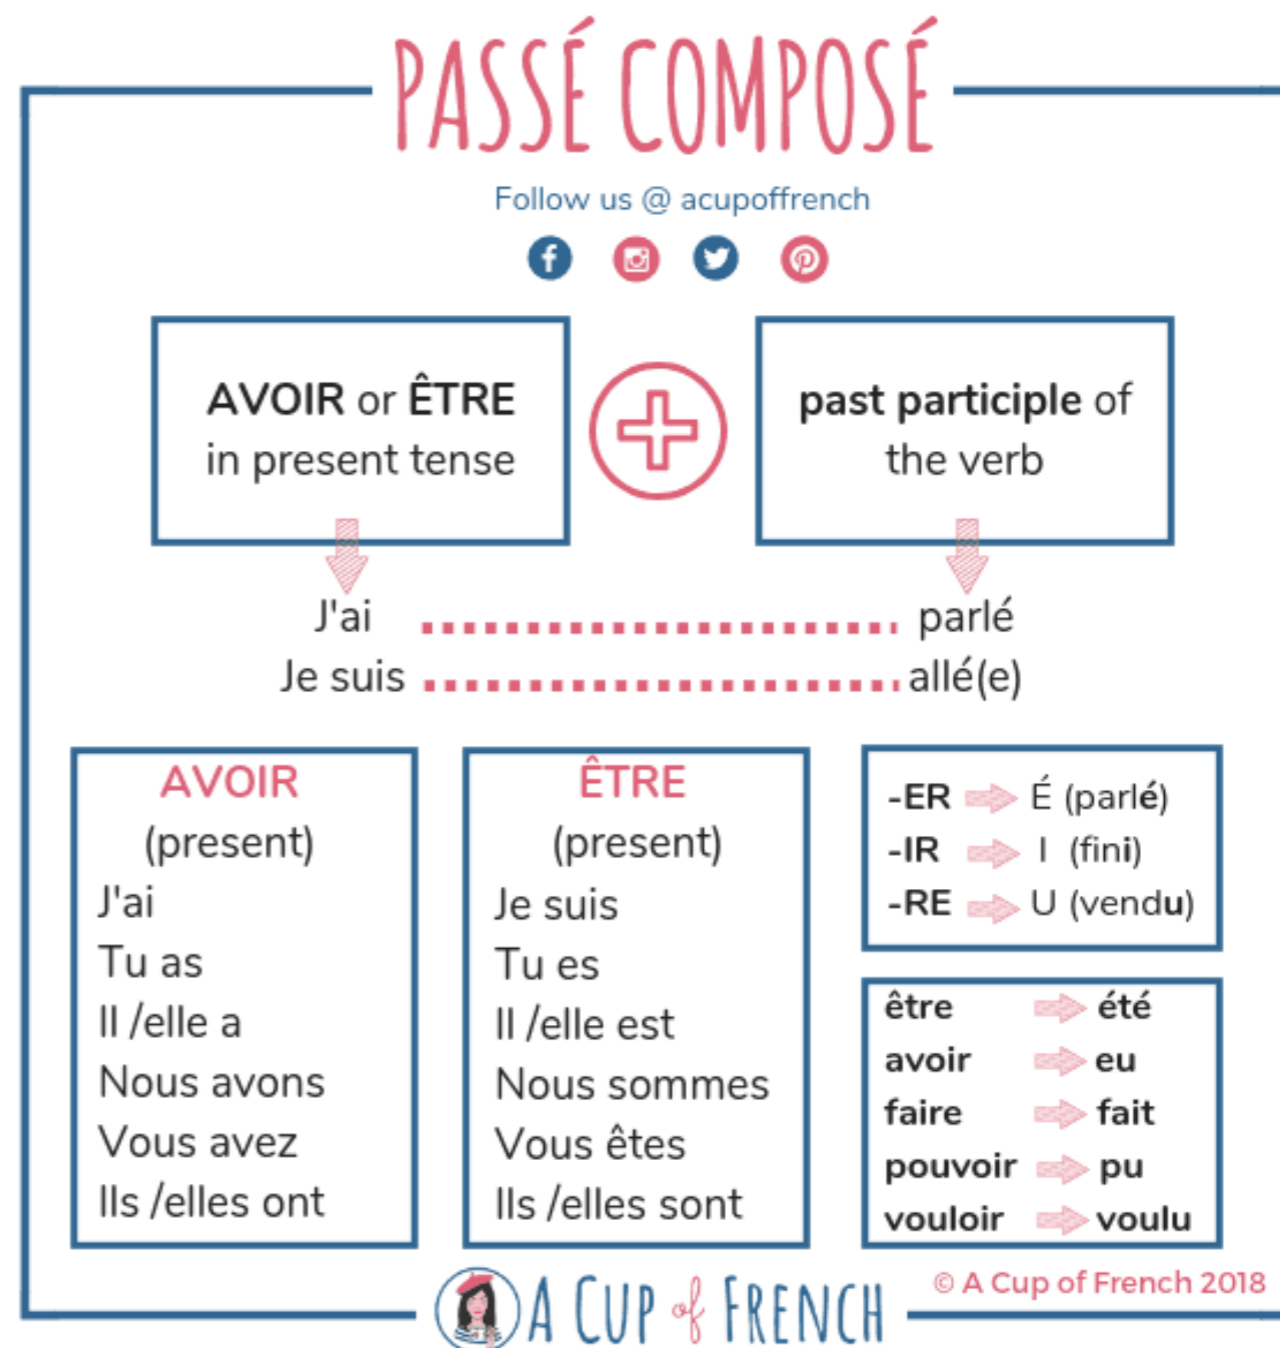 PASSÉ COMPOSÉ
Follow us @ acupoffrench
AVOIR or ÊTRE
in present tense
past participle of
the verb
J'ai ........................ parlé
Je suis ........................ allé(e)
AVOIR
(present)
J'ai
Tu as
Il /elle a
Nous avons
Vous avez
Ils /elles ont
ÊTRE
(present)
Je suis
Tu es
Il /elle est
Nous sommes
Vous êtes
Ils /elles sont
-ER É (parlé)
-IR I (fini)
-RE U (vendu)
être été
avoir eu
faire fait
pouvoir pu
vouloir voulu
© A Cup of French 2018
A CUP of FRENCH